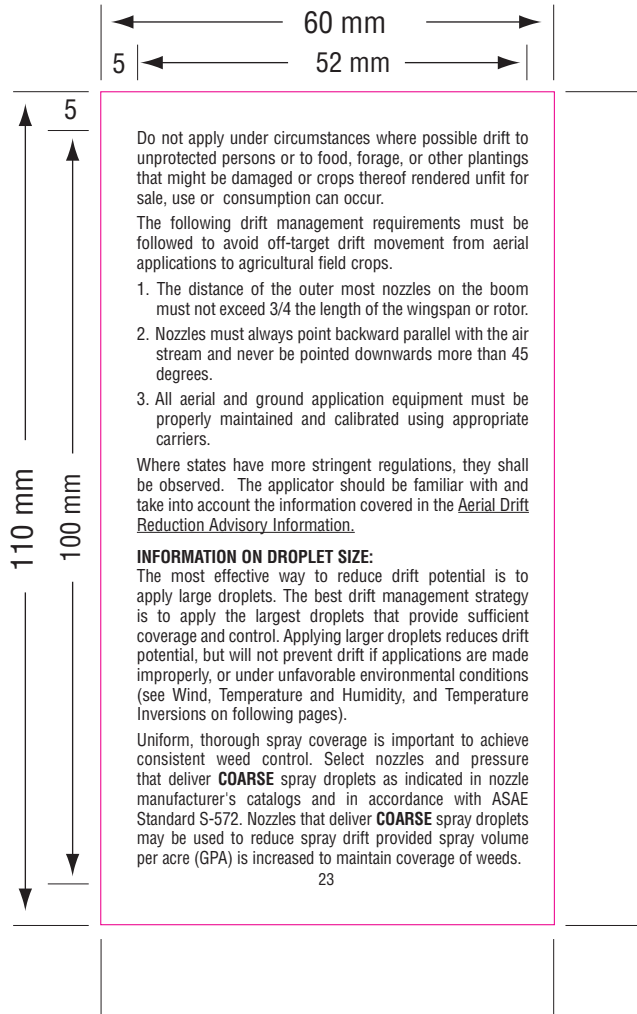 60 mm
5
52 mm
5
110 mm
100 mm
Do not apply under circumstances where possible drift to
unprotected persons or to food, forage, or other plantings
that might be damaged or crops thereof rendered unfit for
sale, use or consumption can occur.
The following drift management requirements must be
followed to avoid off-target drift movement from aerial
applications to agricultural field crops.
1. The distance of the outer most nozzles on the boom
must not exceed 3/4 the length of the wingspan or rotor.
2. Nozzles must always point backward parallel with the air
stream and never be pointed downwards more than 45
degrees.
3. All aerial and ground application equipment must be
properly maintained and calibrated using appropriate
carriers.
Where states have more stringent regulations, they shall
be observed. The applicator should be familiar with and
take into account the information covered in the Aerial Drift
Reduction Advisory Information.
INFORMATION ON DROPLET SIZE:
The most effective way to reduce drift potential is to
apply large droplets. The best drift management strategy
is to apply the largest droplets that provide sufficient
coverage and control. Applying larger droplets reduces drift
potential, but will not prevent drift if applications are made
improperly, or under unfavorable environmental conditions
(see Wind, Temperature and Humidity, and Temperature
Inversions on following pages).
Uniform, thorough spray coverage is important to achieve
consistent weed control. Select nozzles and pressure
that deliver COARSE spray droplets as indicated in nozzle
manufacturer's catalogs and in accordance with ASAE
Standard S-572. Nozzles that deliver COARSE spray droplets
may be used to reduce spray drift provided spray volume
per acre (GPA) is increased to maintain coverage of weeds.
23